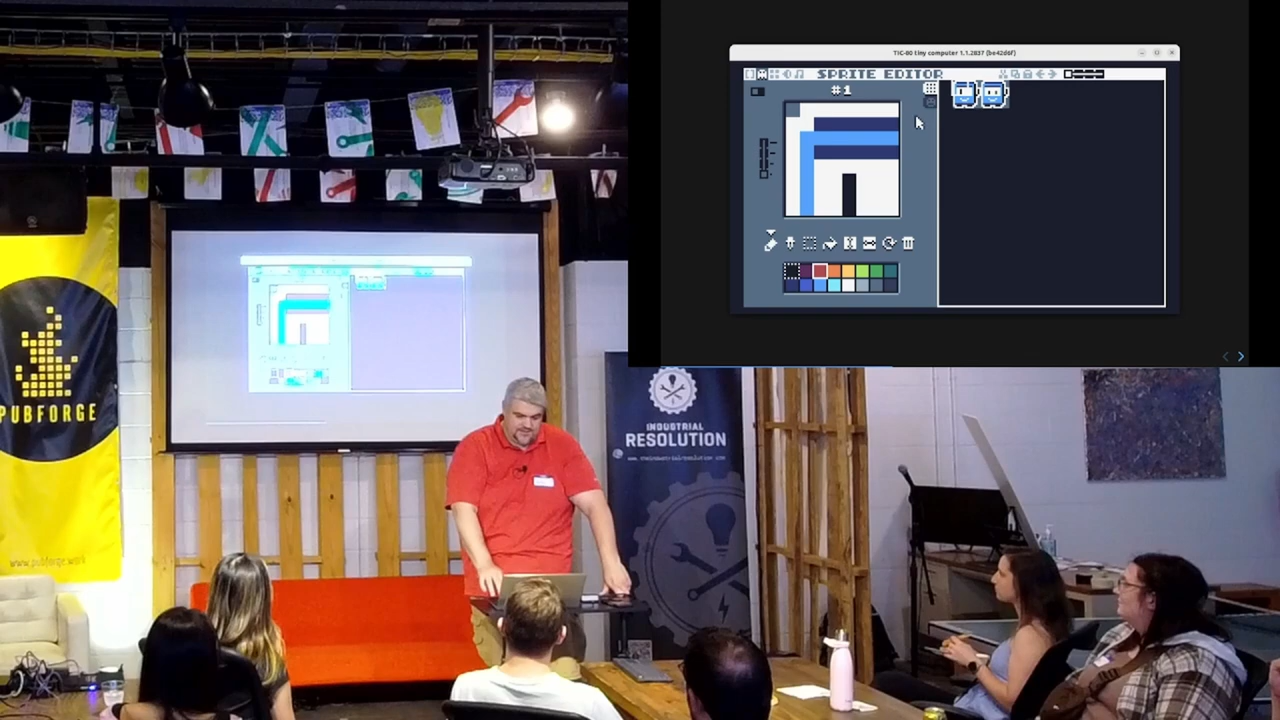 TIC-80 tiny computer 1.1.2837 (be42d6f)
SPRITE EDITOR
#1
PUBFORGE
www.pubforge.work
INDUSTRIAL
RESOLUTION